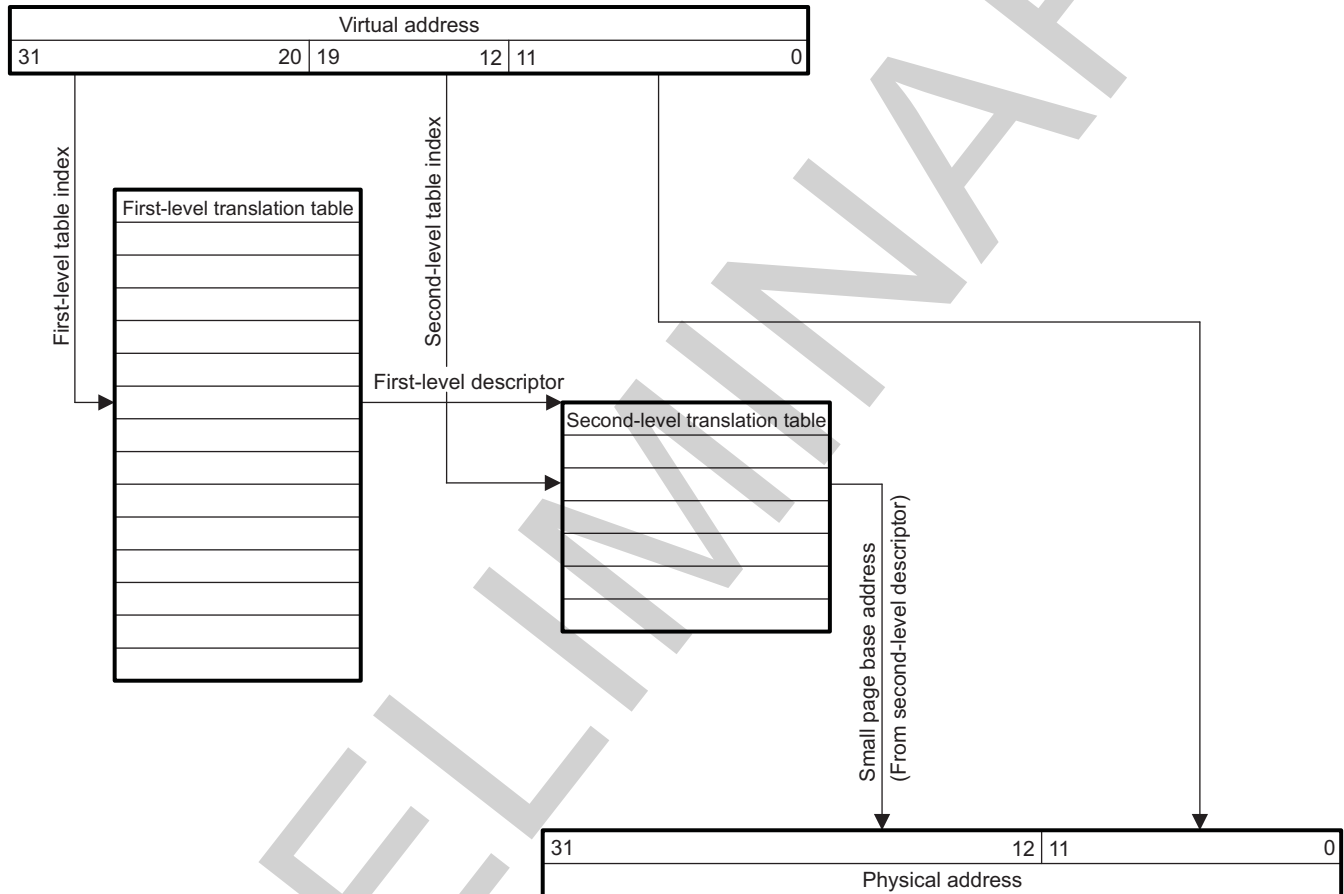 Virtual address
31 20 19 12 11 0
First-level table index
Second-level table index
First-level translation table
First-level descriptor
Second-level translation table
Small page base address
(From second-level descriptor)
31 12 11 0
Physical address